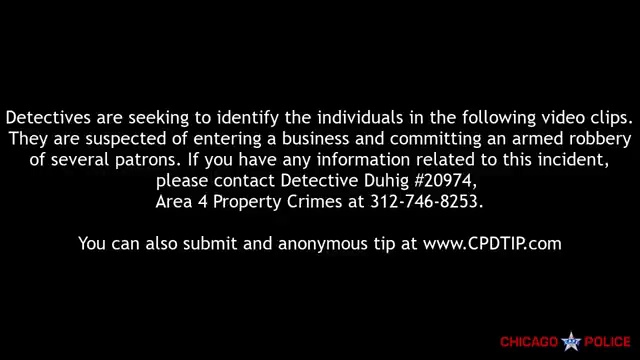 Detectives are seeking to identify the individuals in the following video clips.
They are suspected of entering a business and committing an armed robbery
of several patrons. If you have any information related to this incident,
please contact Detective Duhig #20974,
Area 4 Property Crimes at 312-746-8253.
You can also submit and anonymous tip at www.CPDTIP.com
CHICAGO POLICE